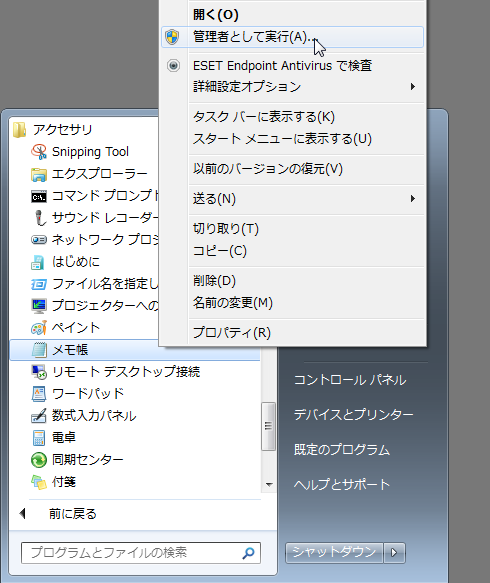 開く(O)
管理者として実行(A)...
ESET Endpoint Antivirus で検査
詳細設定オプション
タスク バーに表示する(K)
スタート メニューに表示する(U)
以前のバージョンの復元(V)
送る(N)
切り取り(T)
コピー(C)
削除(D)
名前の変更(M)
プロパティ(R)
アクセサリ
Snipping Tool
エクスプローラー
コマンド プロンプト
サウンド レコーダー
ネットワーク プロジ
はじめに
ファイル名を指定し
プロジェクターへの
ペイント
メモ帳
リモート デスクトップ接続
ワードパッド
数式入力パネル
電卓
同期センター
付箋
前に戻る
プログラムとファイルの検索
コントロール パネル
デバイスとプリンター
既定のプログラム
ヘルプとサポート
シャットダウン